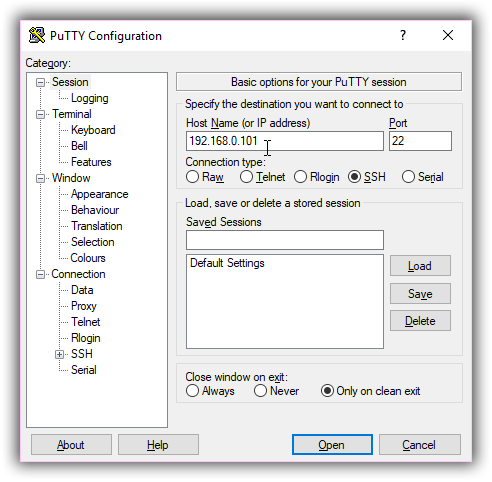 PuTTY Configuration
? X
Category:
Session
Logging
Terminal
Keyboard
Bell
Features
Window
Appearance
Behaviour
Translation
Selection
Colours
Connection
Data
Proxy
Telnet
Rlogin
SSH
Serial
Basic options for your PuTTY session
Specify the destination you want to connect to
Host Name (or IP address) Port
192.168.0.101 22
Connection type:
Raw Telnet Rlogin SSH Serial
Load, save or delete a stored session
Saved Sessions
Default Settings
Load
Save
Delete
Close window on exit:
Always Never Only on clean exit
About Help Open Cancel